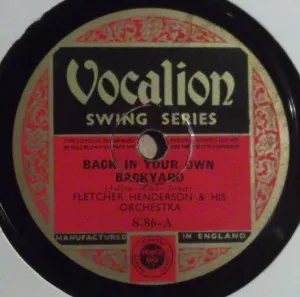 Vocalion
SWING SERIES
BACK IN YOUR OWN
BACKYARD
FLETCHER HENDERSON & HIS
ORCHESTRA
S.86-A
MANUFACTURED IN ENGLAND